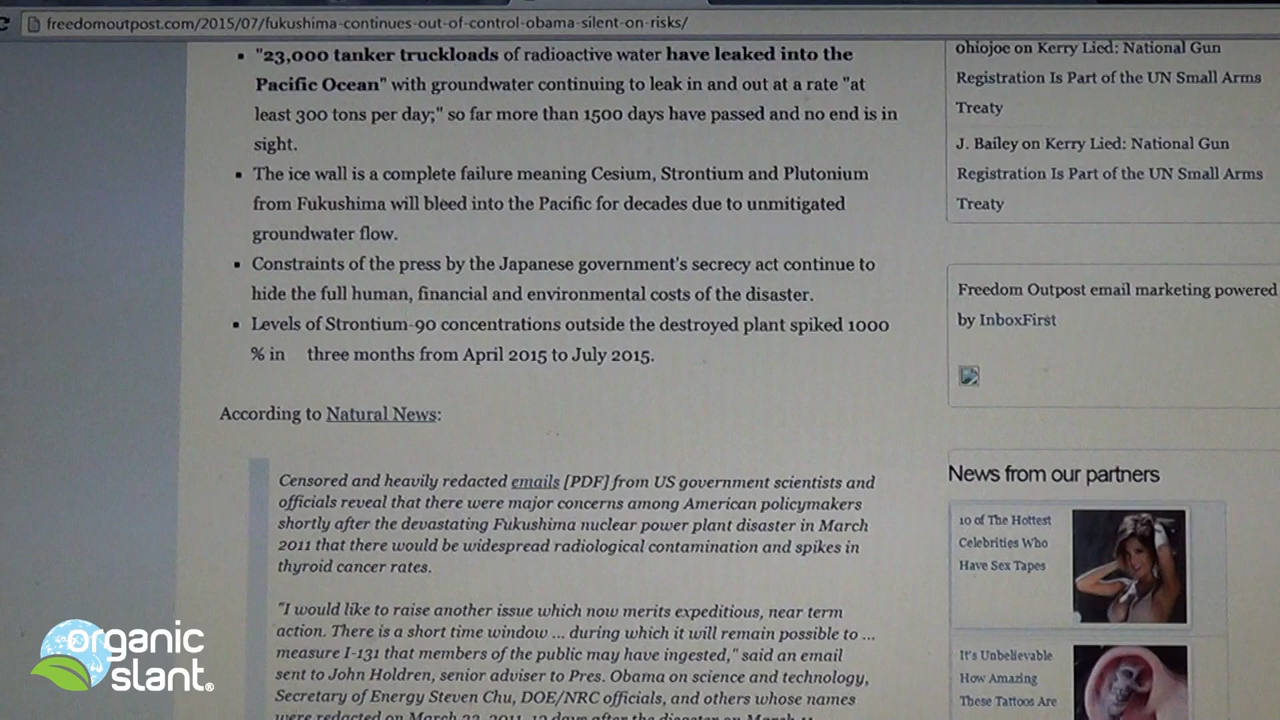 freedomoutpost.com/2015/07/fukushima-continues-out-of-control-obama-silent-on-risks/
"23,000 tanker truckloads of radioactive water have leaked into the
Pacific Ocean" with groundwater continuing to leak in and out at a rate "at
least 300 tons per day;" so far more than 1500 days have passed and no end is in
sight.
The ice wall is a complete failure meaning Cesium, Strontium and Plutonium
from Fukushima will bleed into the Pacific for decades due to unmitigated
groundwater flow.
Constraints of the press by the Japanese government's secrecy act continue to
hide the full human, financial and environmental costs of the disaster.
Levels of Strontium-90 concentrations outside the destroyed plant spiked 1000
% in three months from April 2015 to July 2015.
According to Natural News:
Censored and heavily redacted emails [PDF] from US government scientists and
officials reveal that there were major concerns among American policymakers
shortly after the devastating Fukushima nuclear power plant disaster in March
2011 that there would be widespread radiological contamination and spikes in
thyroid cancer rates.
"I would like to raise another issue which now merits expeditious, near term
action. There is a short time window ... during which it will remain possible to ...
measure I-131 that members of the public may have ingested," said an email
sent to John Holdren, senior adviser to Pres. Obama on science and technology,
Secretary of Energy Steven Chu, DOE/NRC officials, and others whose names
were redacted on March 23, 2011, 12 days after the disaster on March 11
ohiojoe on Kerry Lied: National Gun
Registration Is Part of the UN Small Arms
Treaty
J. Bailey on Kerry Lied: National Gun
Registration Is Part of the UN Small Arms
Treaty
Freedom Outpost email marketing powered
by InboxFirst
News from our partners
10 of The Hottest
Celebrities Who
Have Sex Tapes
It's Unbelievable
How Amazing
These Tattoos Are
organic
slant®